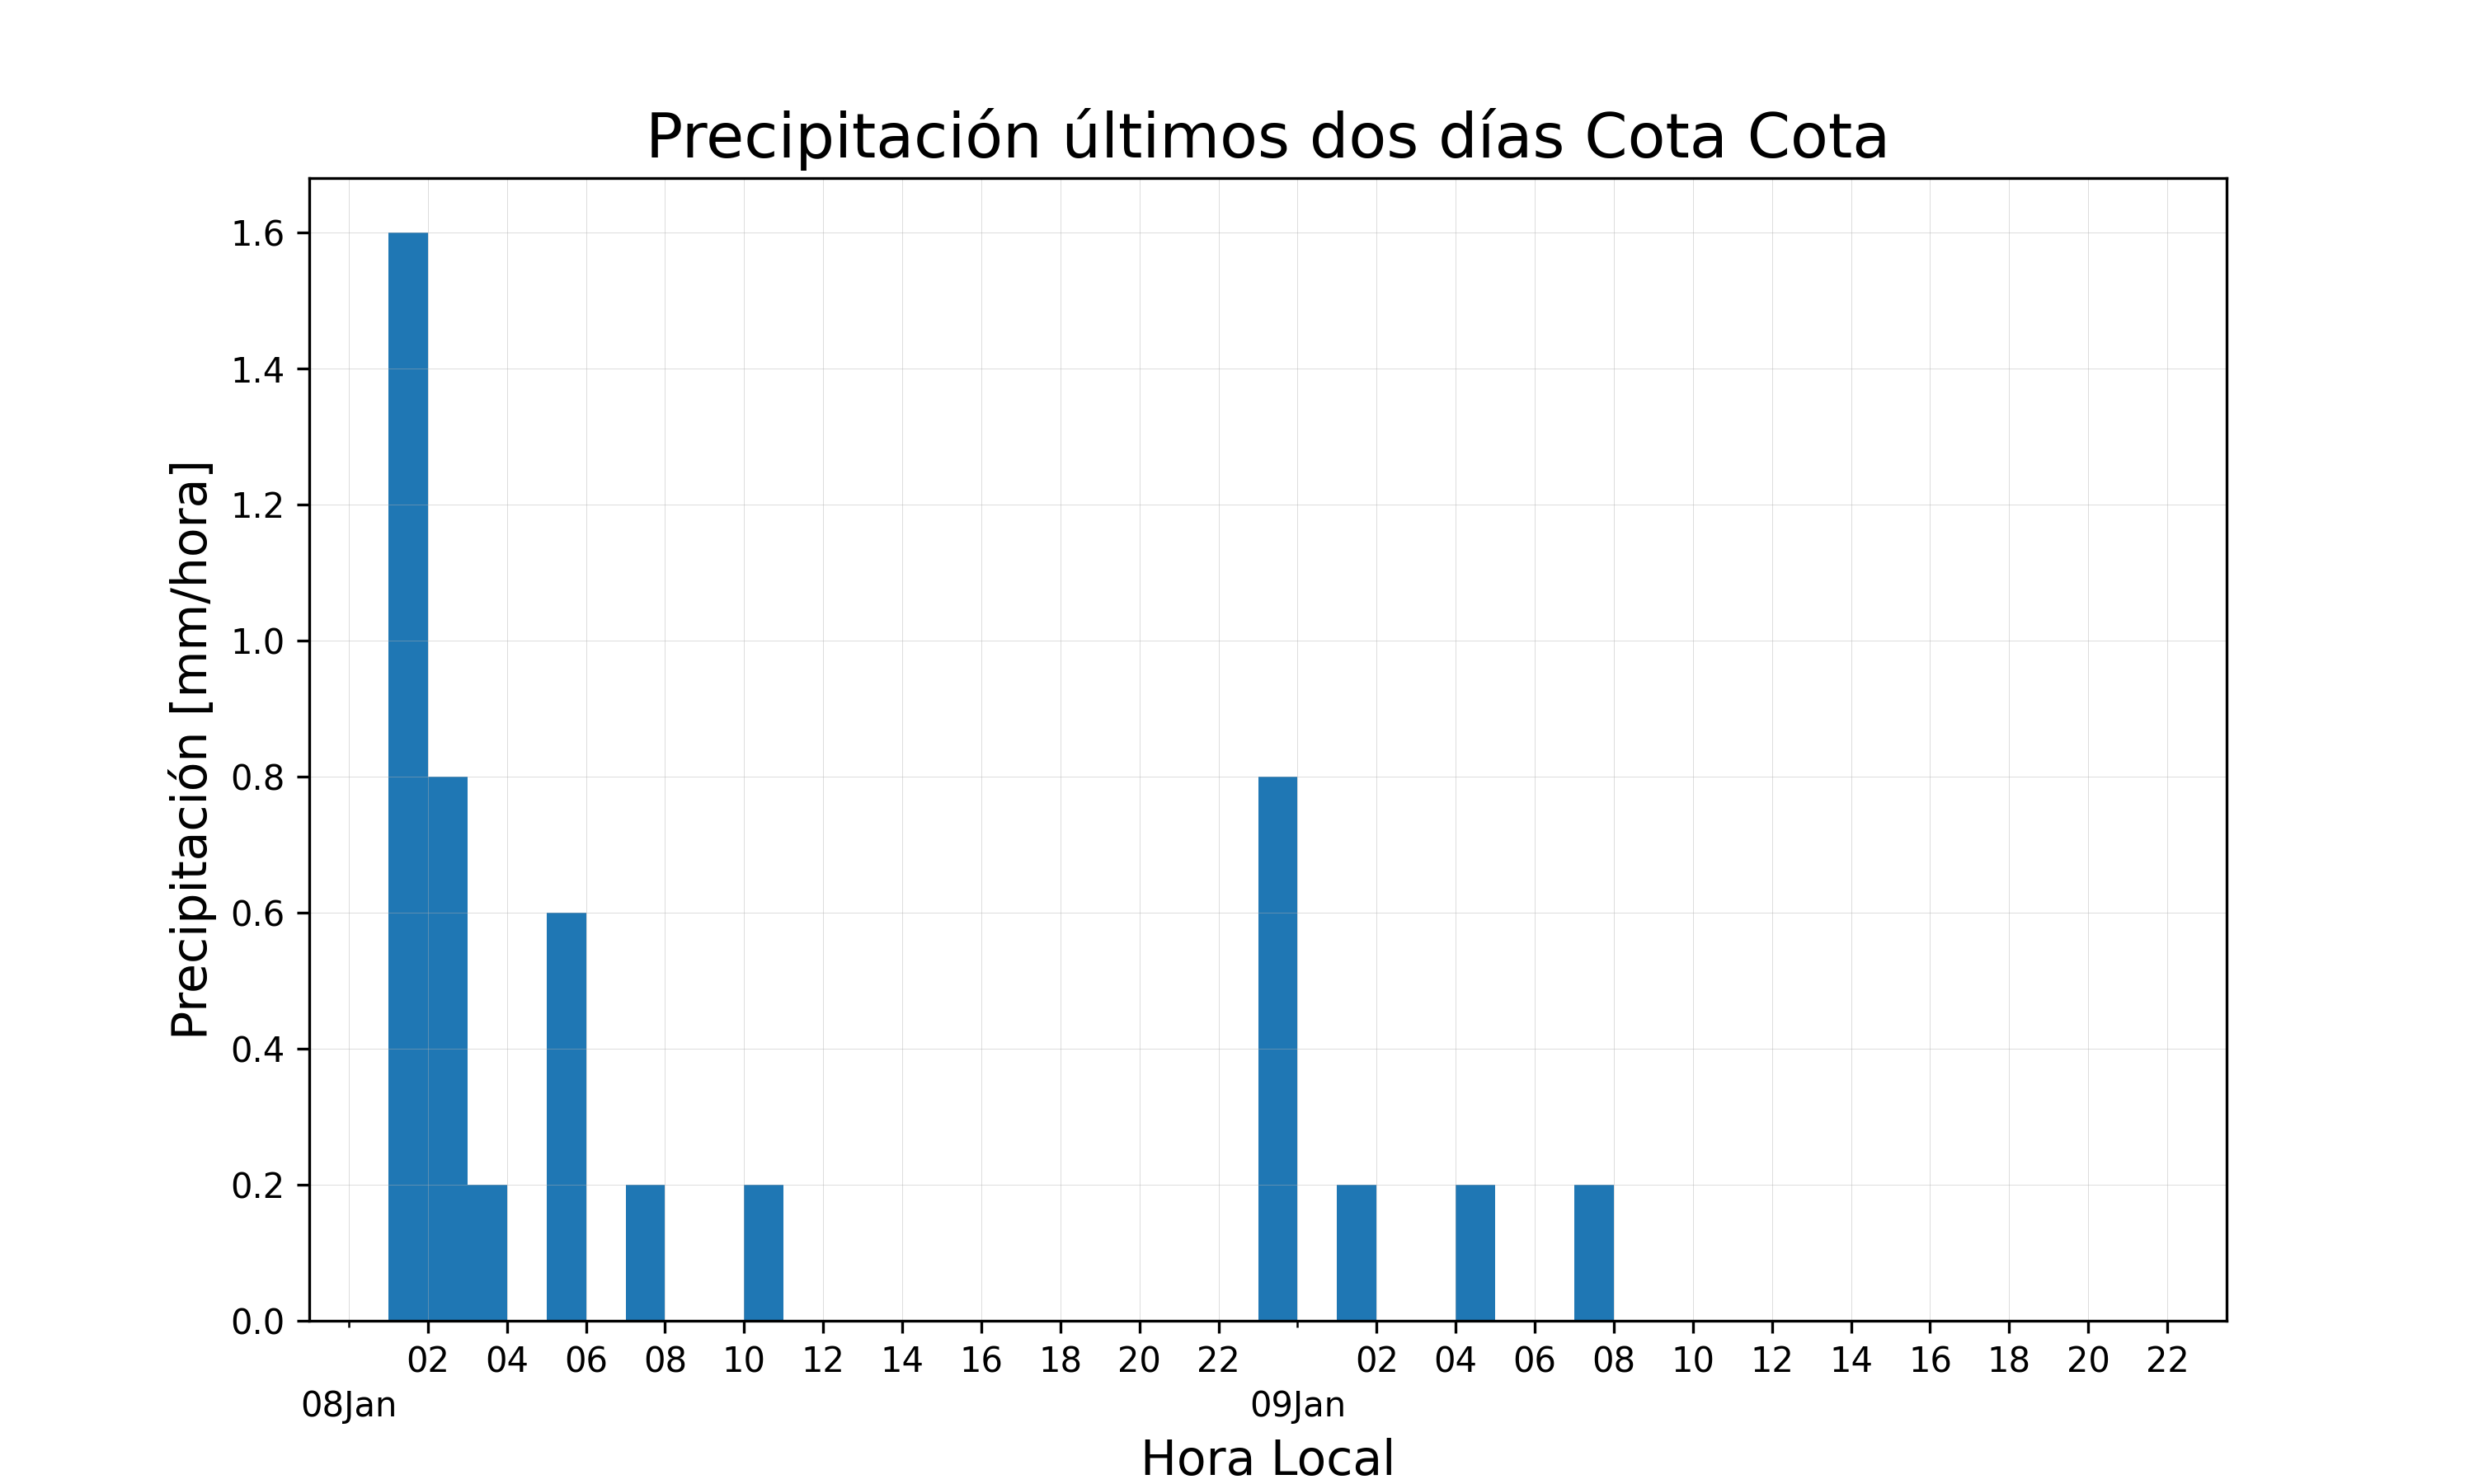 Precipitación últimos dos días Cota Cota
Precipitación [mm/hora]
1.6
1.4
1.2
1.0
0.8
0.6
0.4
0.2
0.0
02 04 06 08 10 12 14 16 18 20 22 02 04 06 08 10 12 14 16 18 20 22
08Jan 09Jan
Hora Local